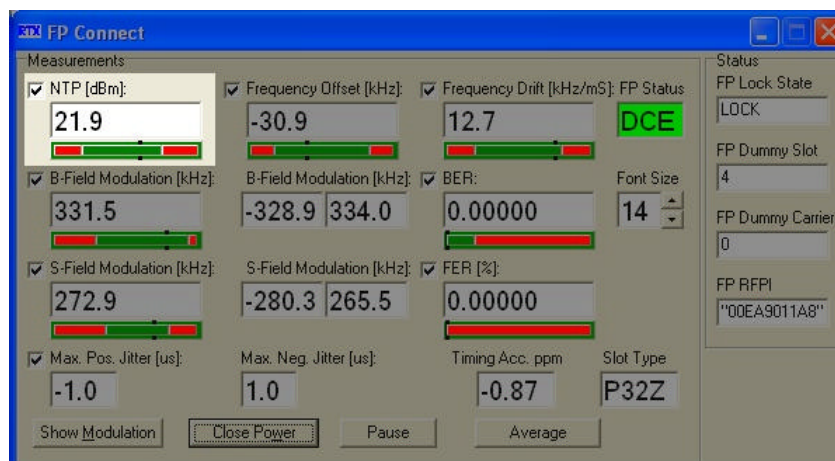 RTX FP Connect
Measurements
NTP [dBm]:
21.9
Frequency Offset [kHz]:
-30.9
Frequency Drift [kHz/mS]:
12.7
FP Status
DCE
B-Field Modulation [kHz]:
331.5
B-Field Modulation [kHz]:
-328.9 334.0
BER:
0.00000
Font Size
14
S-Field Modulation [kHz]:
272.9
S-Field Modulation [kHz]:
-280.3 265.5
FER [%]:
0.00000
Max. Pos. Jitter [us]:
-1.0
Max. Neg. Jitter [us]:
1.0
Timing Acc. ppm
-0.87
Slot Type
P32Z
Show Modulation
Close Power
Pause
Average
Status
FP Lock State
LOCK
FP Dummy Slot
4
FP Dummy Carrier
0
FP RFPI
"00EA9011A8"